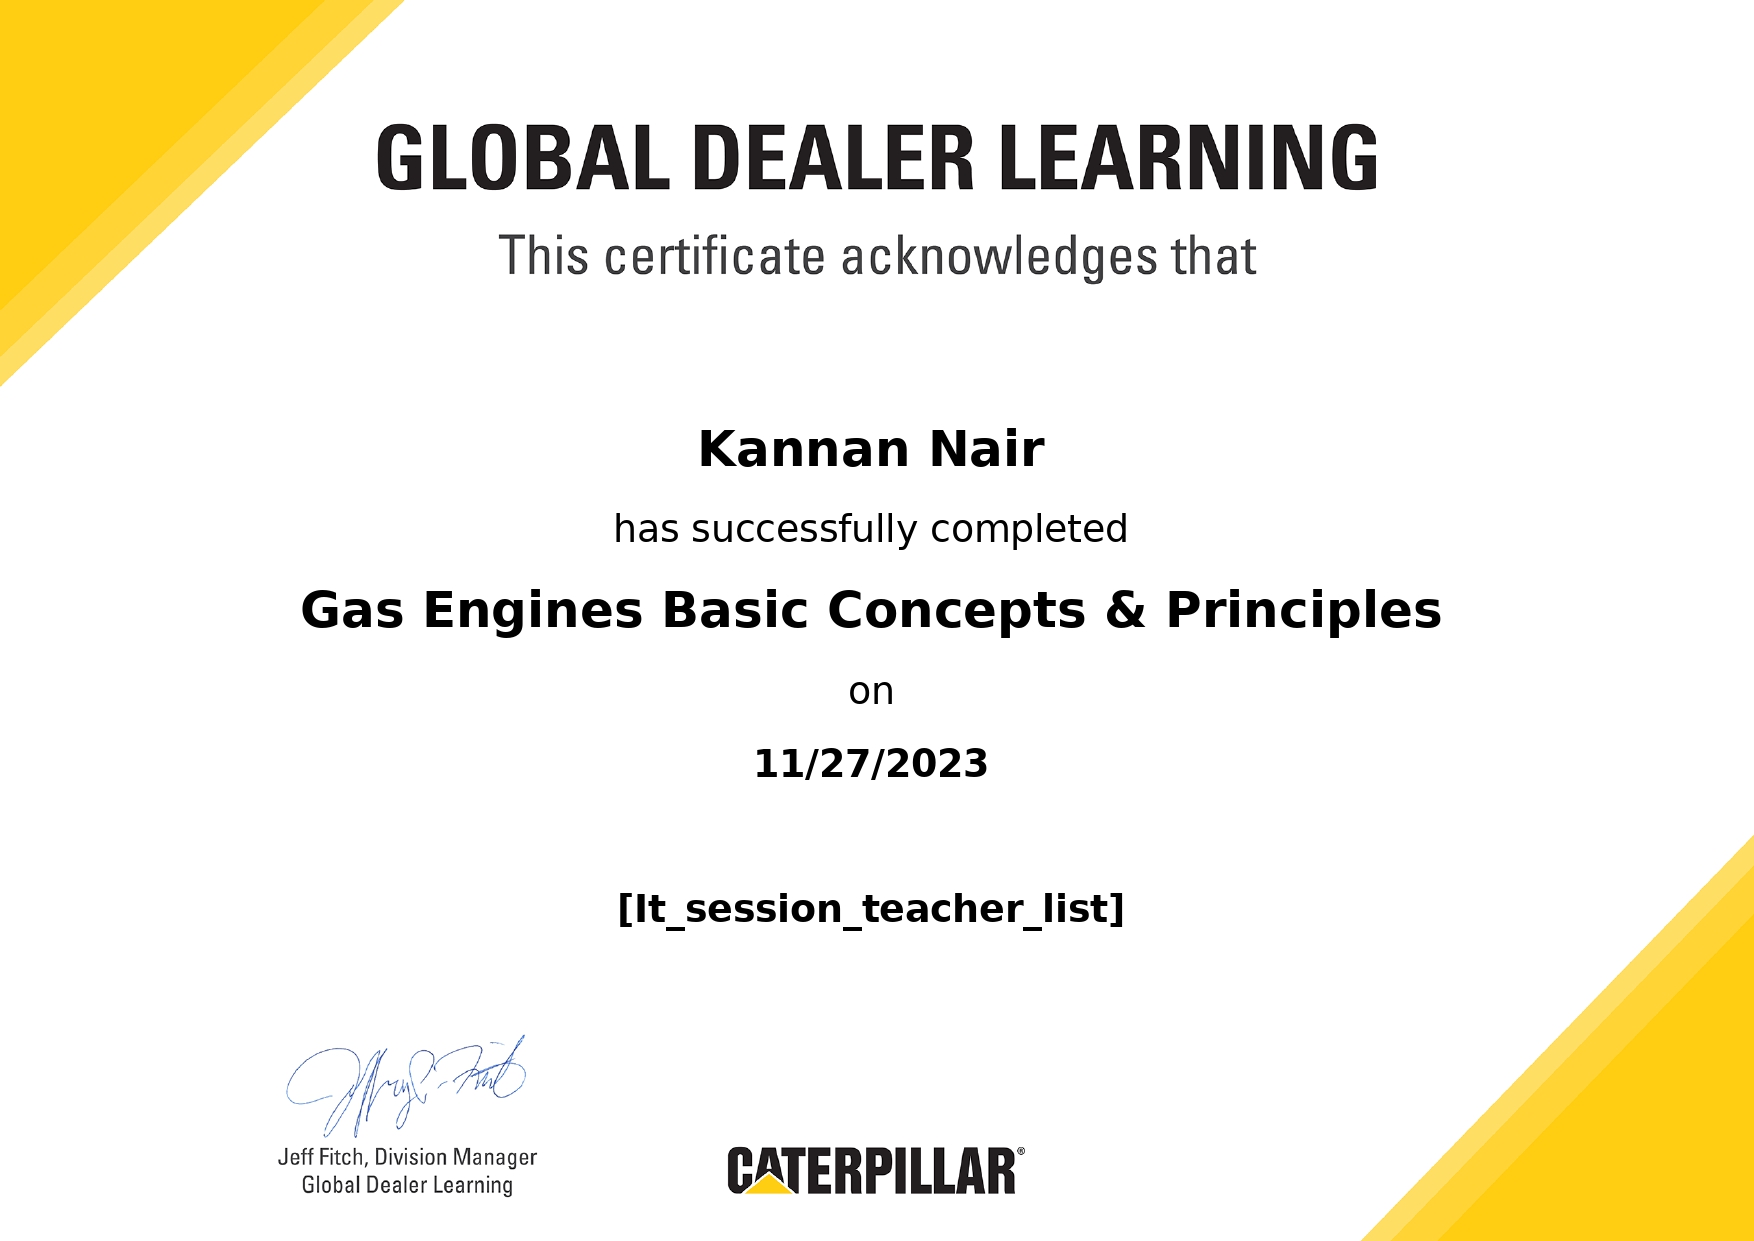 GLOBAL DEALER LEARNING
This certificate acknowledges that
Kannan Nair
has successfully completed
Gas Engines Basic Concepts & Principles
on
11/27/2023
[lt_session_teacher_list]
Jeff Fitch, Division Manager
Global Dealer Learning
CATERPILLAR®